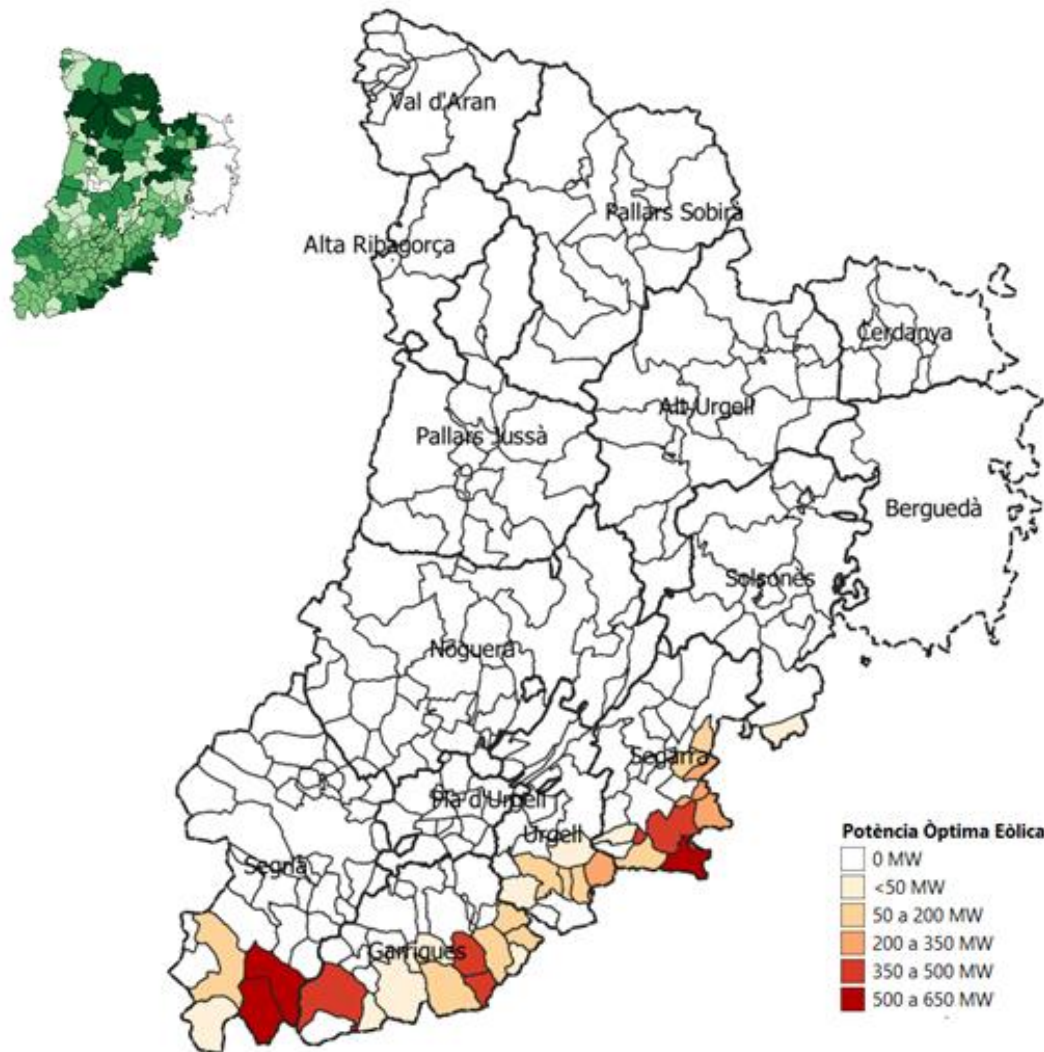 Val d'Aran
Pallars Sobirà
Alta Ribagorça
Cerdanya
Alt Urgell
Pallars Jussà
Berguedà
Solsonès
Noguera
Segarra
Pla d'Urgell
Urgell
Segrià
Garrigues
Potència Òptima Eòlica
0 MW
<50 MW
50 a 200 MW
200 a 350 MW
350 a 500 MW
500 a 650 MW